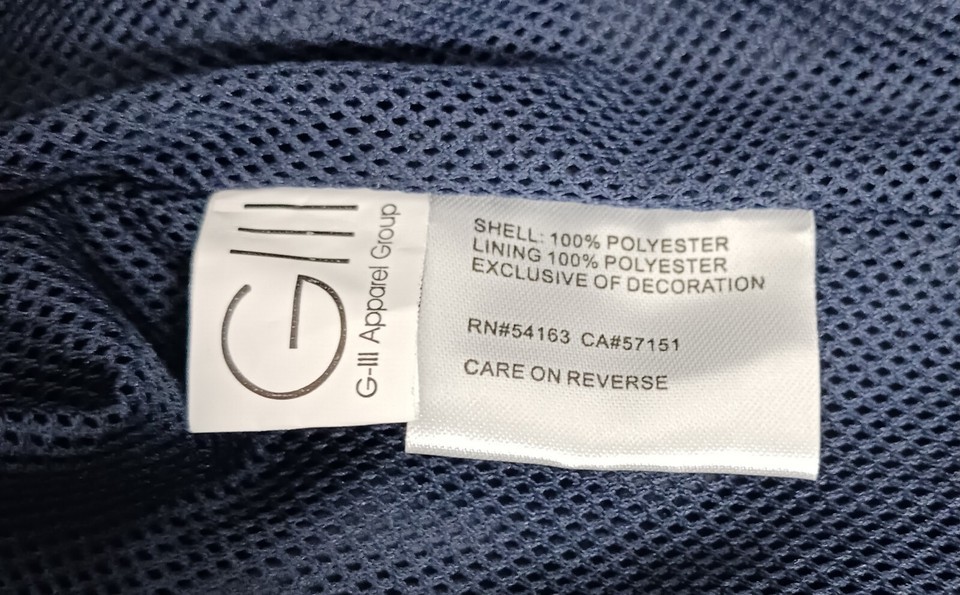 GIII
G-III Apparel Group
SHELL: 100% POLYESTER
LINING 100% POLYESTER
EXCLUSIVE OF DECORATION
RN#54163 CA#57151
CARE ON REVERSE